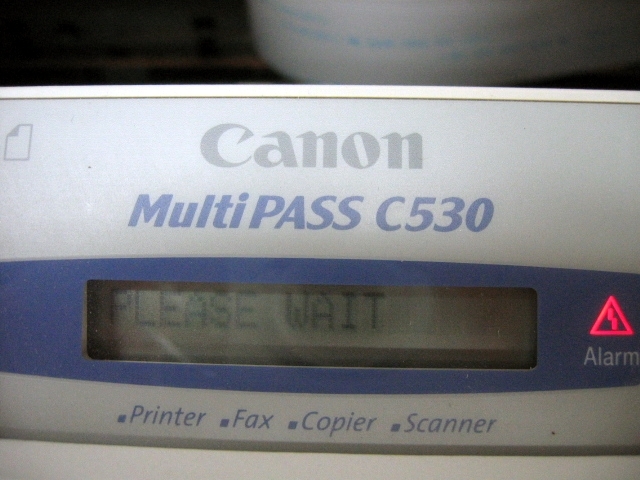 Canon
MultiPASS C530
PLEASE WAIT
Alarm
Printer Fax Copier Scanner